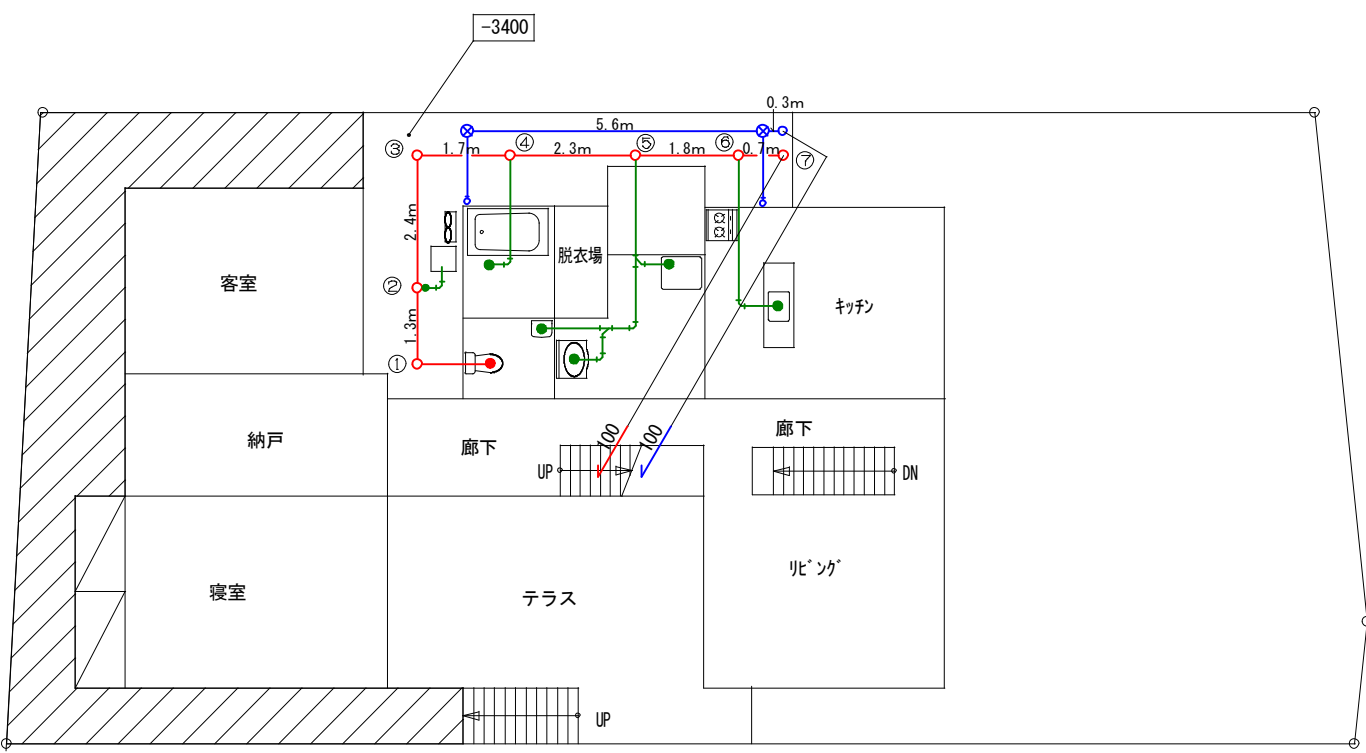 -3400
0.3m
5.6m
③
1.7m
④
2.3m
⑤
1.8m
⑥
0.7m
⑦
2.4m
脱衣場
客室
②
キッチン
1.3m
①
納戸
廊下
100
100
廊下
UP
DN
寝室
テラス
リビング
UP